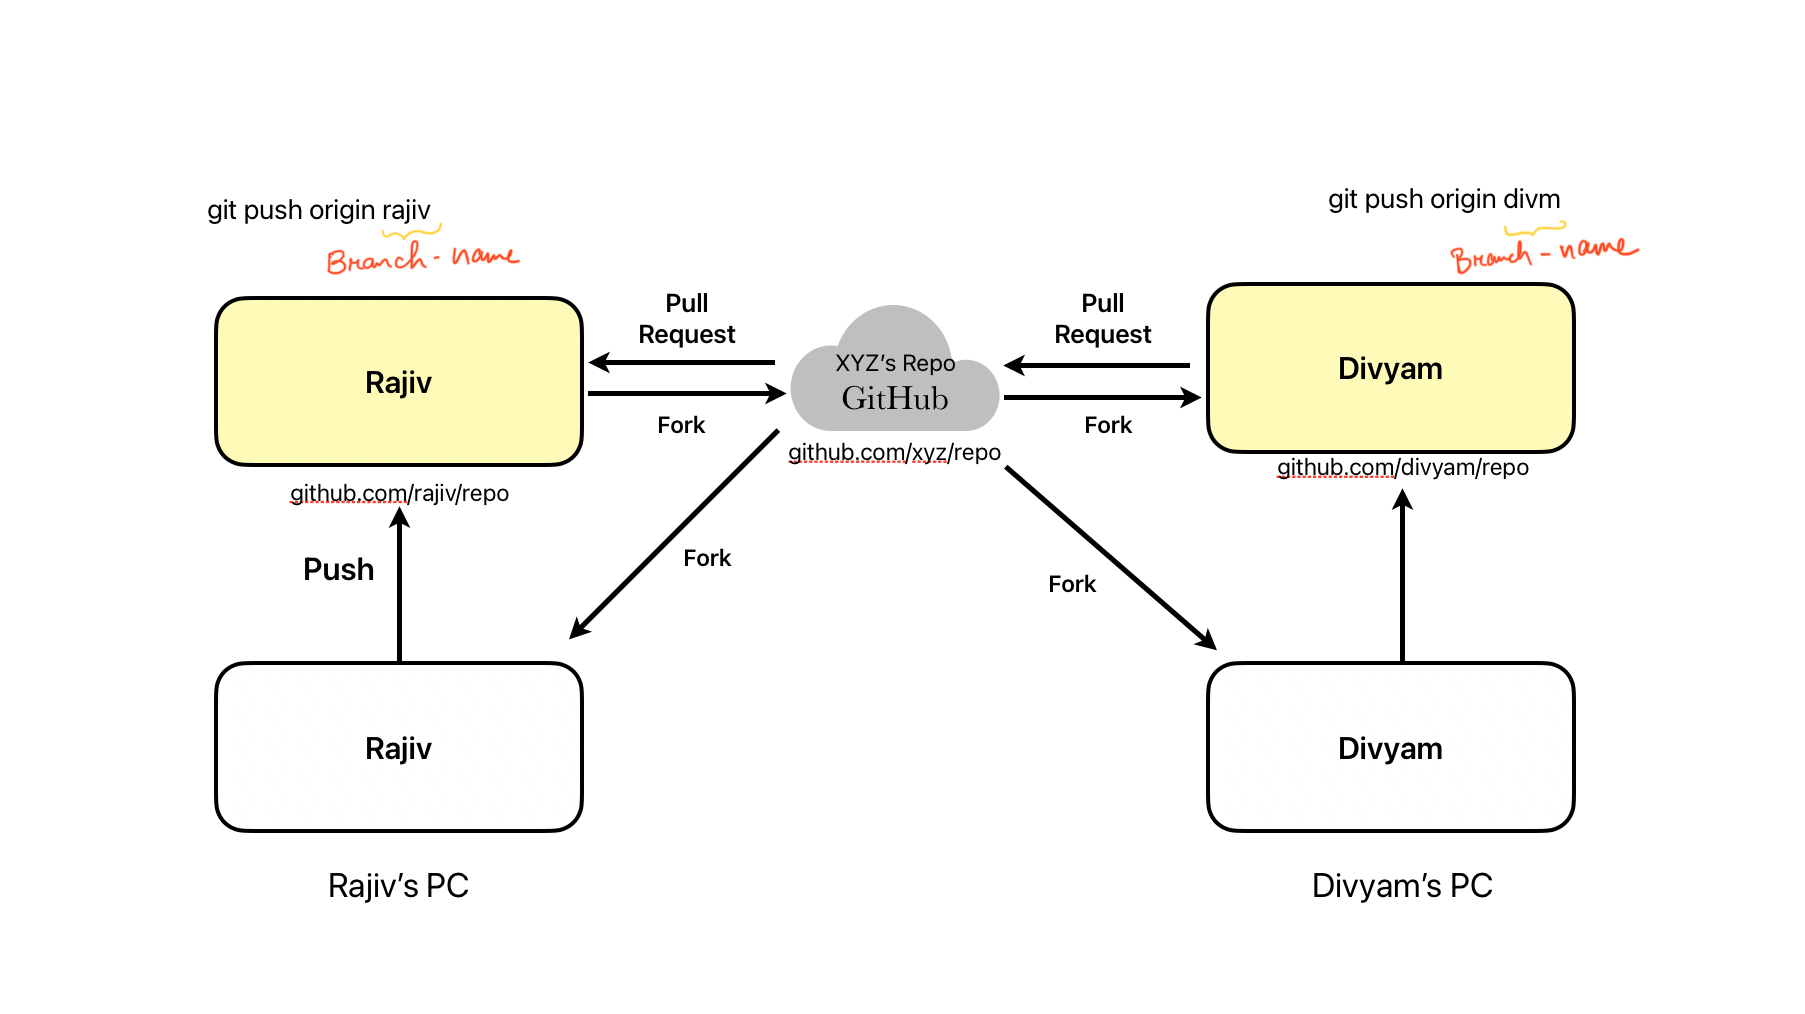 git push origin rajiv
Branch-name
git push origin divm
Branch-name
Rajiv
Pull
Request
Fork
XYZ's Repo
GitHub
github.com/xyz/repo
Pull
Request
Fork
Divyam
github.com/rajiv/repo
github.com/divyam/repo
Push
Fork
Fork
Rajiv
Divyam
Rajiv's PC
Divyam's PC